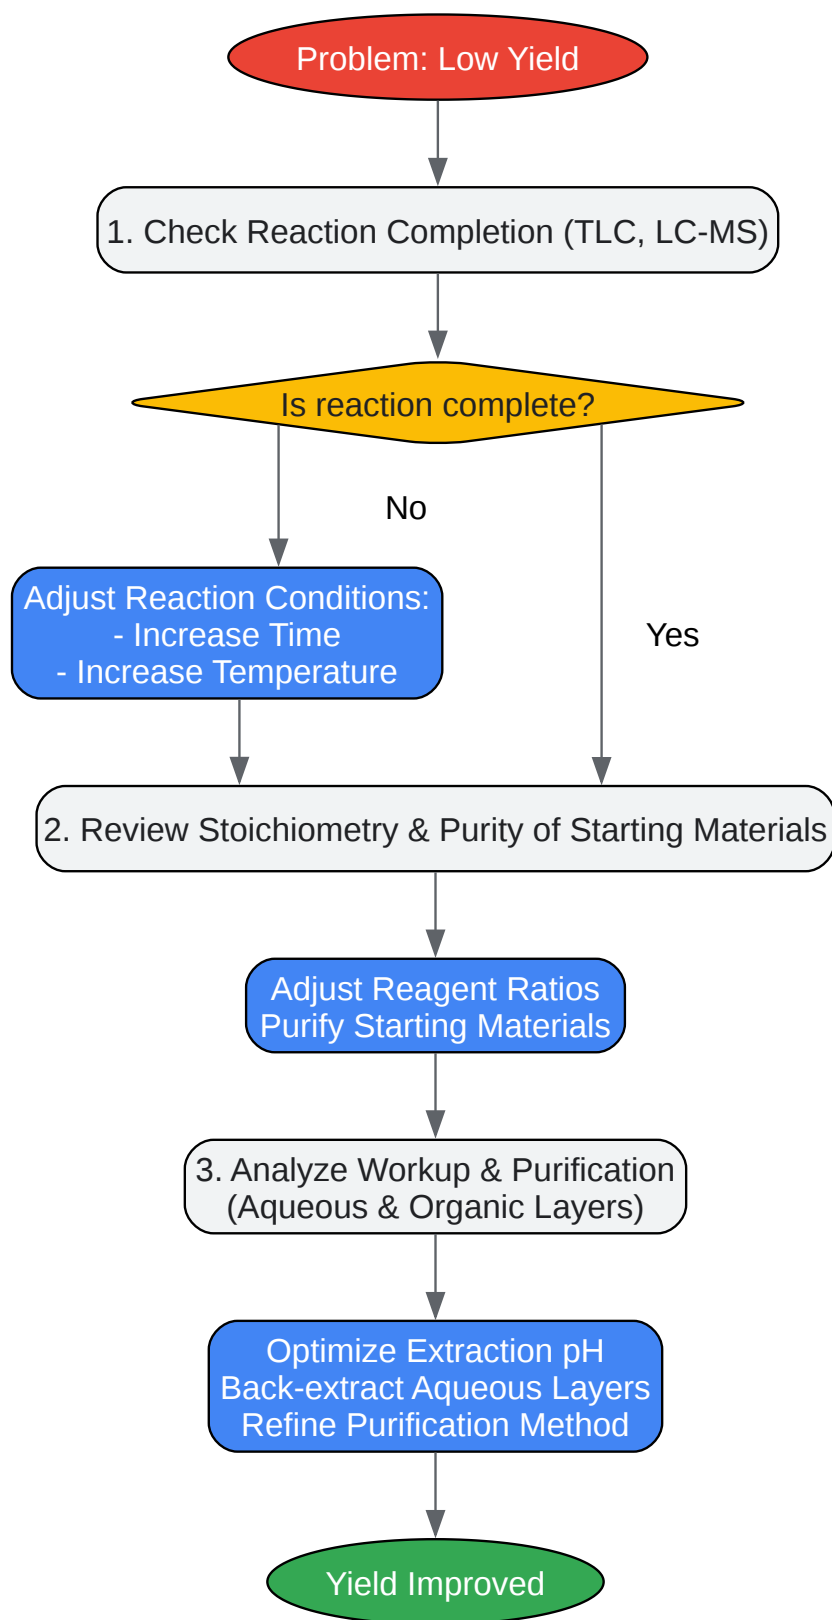 Problem: Low Yield
1. Check Reaction Completion (TLC, LC-MS)
Is reaction complete?
No
Adjust Reaction Conditions:
- Increase Time
- Increase Temperature
Yes
2. Review Stoichiometry & Purity of Starting Materials
Adjust Reagent Ratios
Purify Starting Materials
3. Analyze Workup & Purification
(Aqueous & Organic Layers)
Optimize Extraction pH
Back-extract Aqueous Layers
Refine Purification Method
Yield Improved